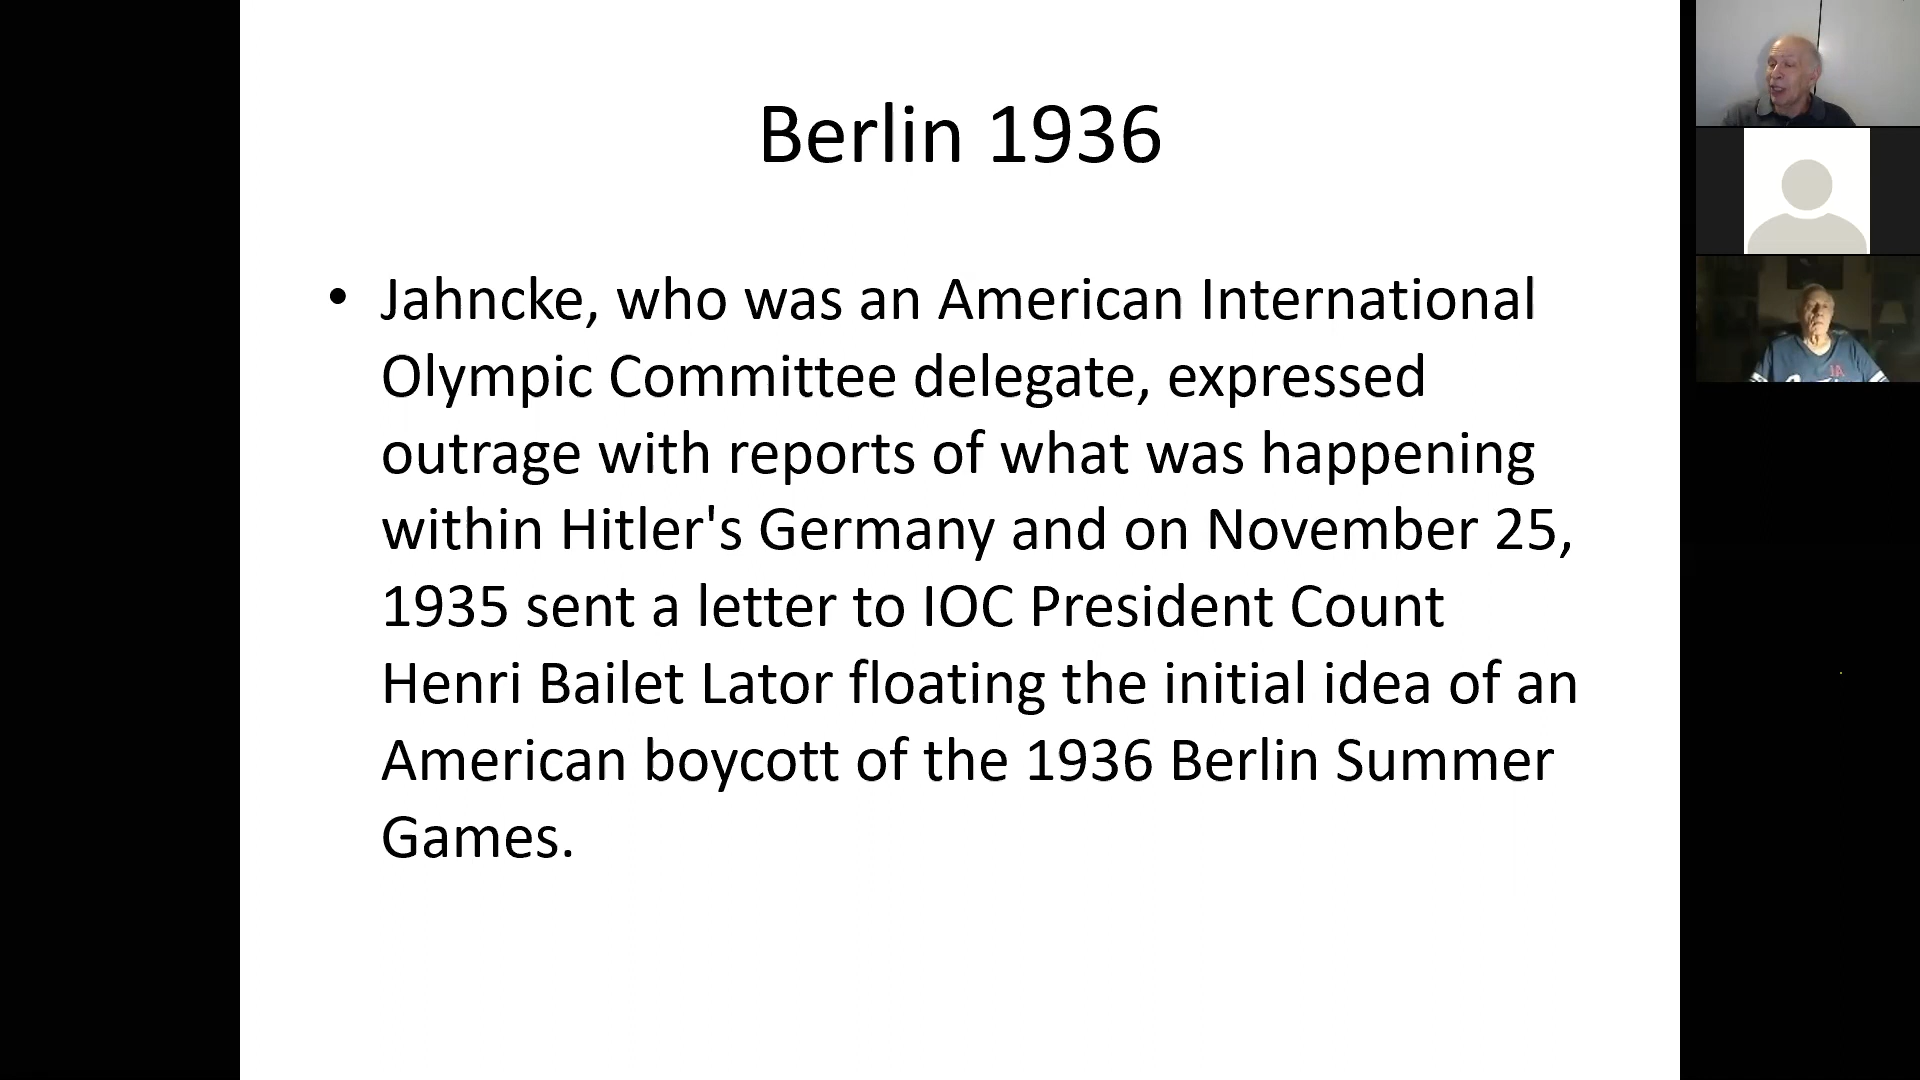 Berlin 1936
• Jahncke, who was an American International
Olympic Committee delegate, expressed
outrage with reports of what was happening
within Hitler's Germany and on November 25,
1935 sent a letter to IOC President Count
Henri Bailet Lator floating the initial idea of an
American boycott of the 1936 Berlin Summer
Games.